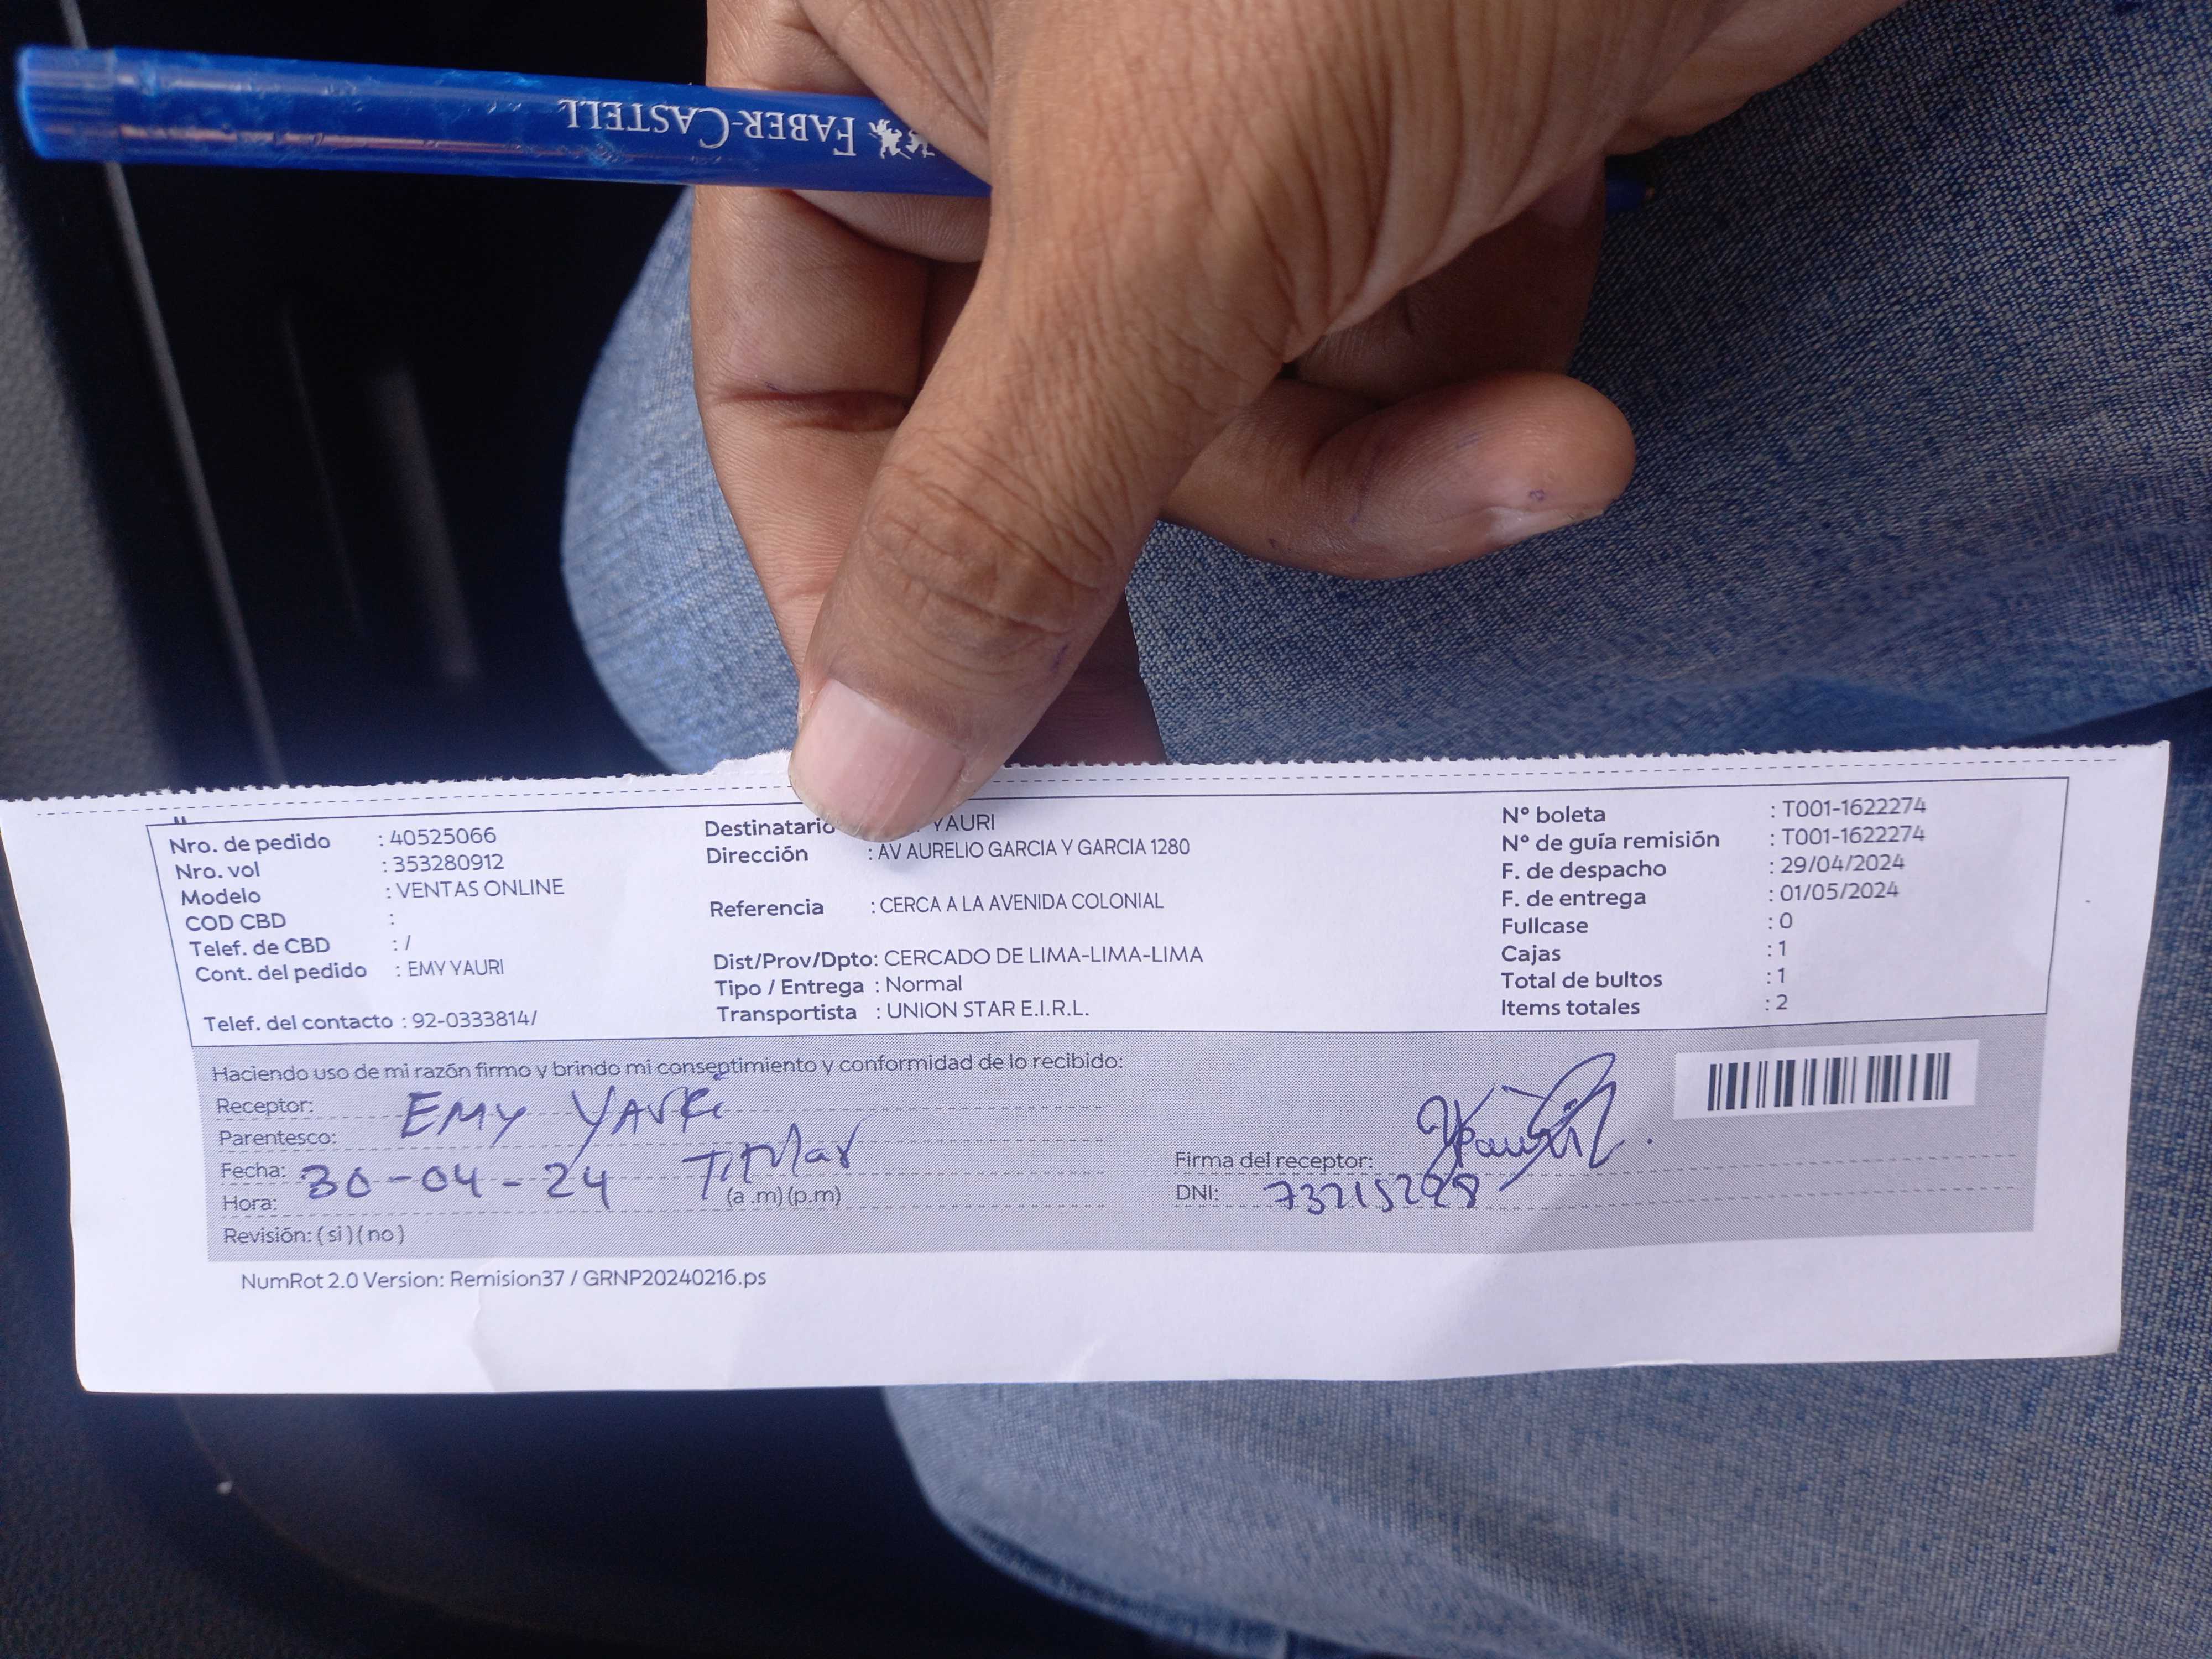 FABER-CASTELL
Nro. de pedido : 40525066
Nro. vol : 353280912
Modelo : VENTAS ONLINE
COD CBD :
Telef. de CBD : /
Cont. del pedido : EMY YAURI
Telef. del contacto : 92-0333814/
Destinatario YAURI
Dirección : AV AURELIO GARCIA Y GARCIA 1280
Referencia : CERCA A LA AVENIDA COLONIAL
Dist/Prov/Dpto: CERCADO DE LIMA-LIMA-LIMA
Tipo / Entrega : Normal
Transportista : UNION STAR E.I.R.L.
Nº boleta : T001-1622274
Nº de guía remisión : T001-1622274
F. de despacho : 29/04/2024
F. de entrega : 01/05/2024
Fullcase : 0
Cajas : 1
Total de bultos : 1
Items totales : 2
Haciendo uso de mi razón firmo y brindo mi consentimiento y conformidad de lo recibido:
Receptor: EMY YAURI
Parentesco: Titular
Fecha: 30-04-24
Hora: (a.m)(p.m)
Revisión: (si)(no)
Firma del receptor:
DNI: 73215228
NumRot 2.0 Version: Remision37 / GRNP20240216.ps